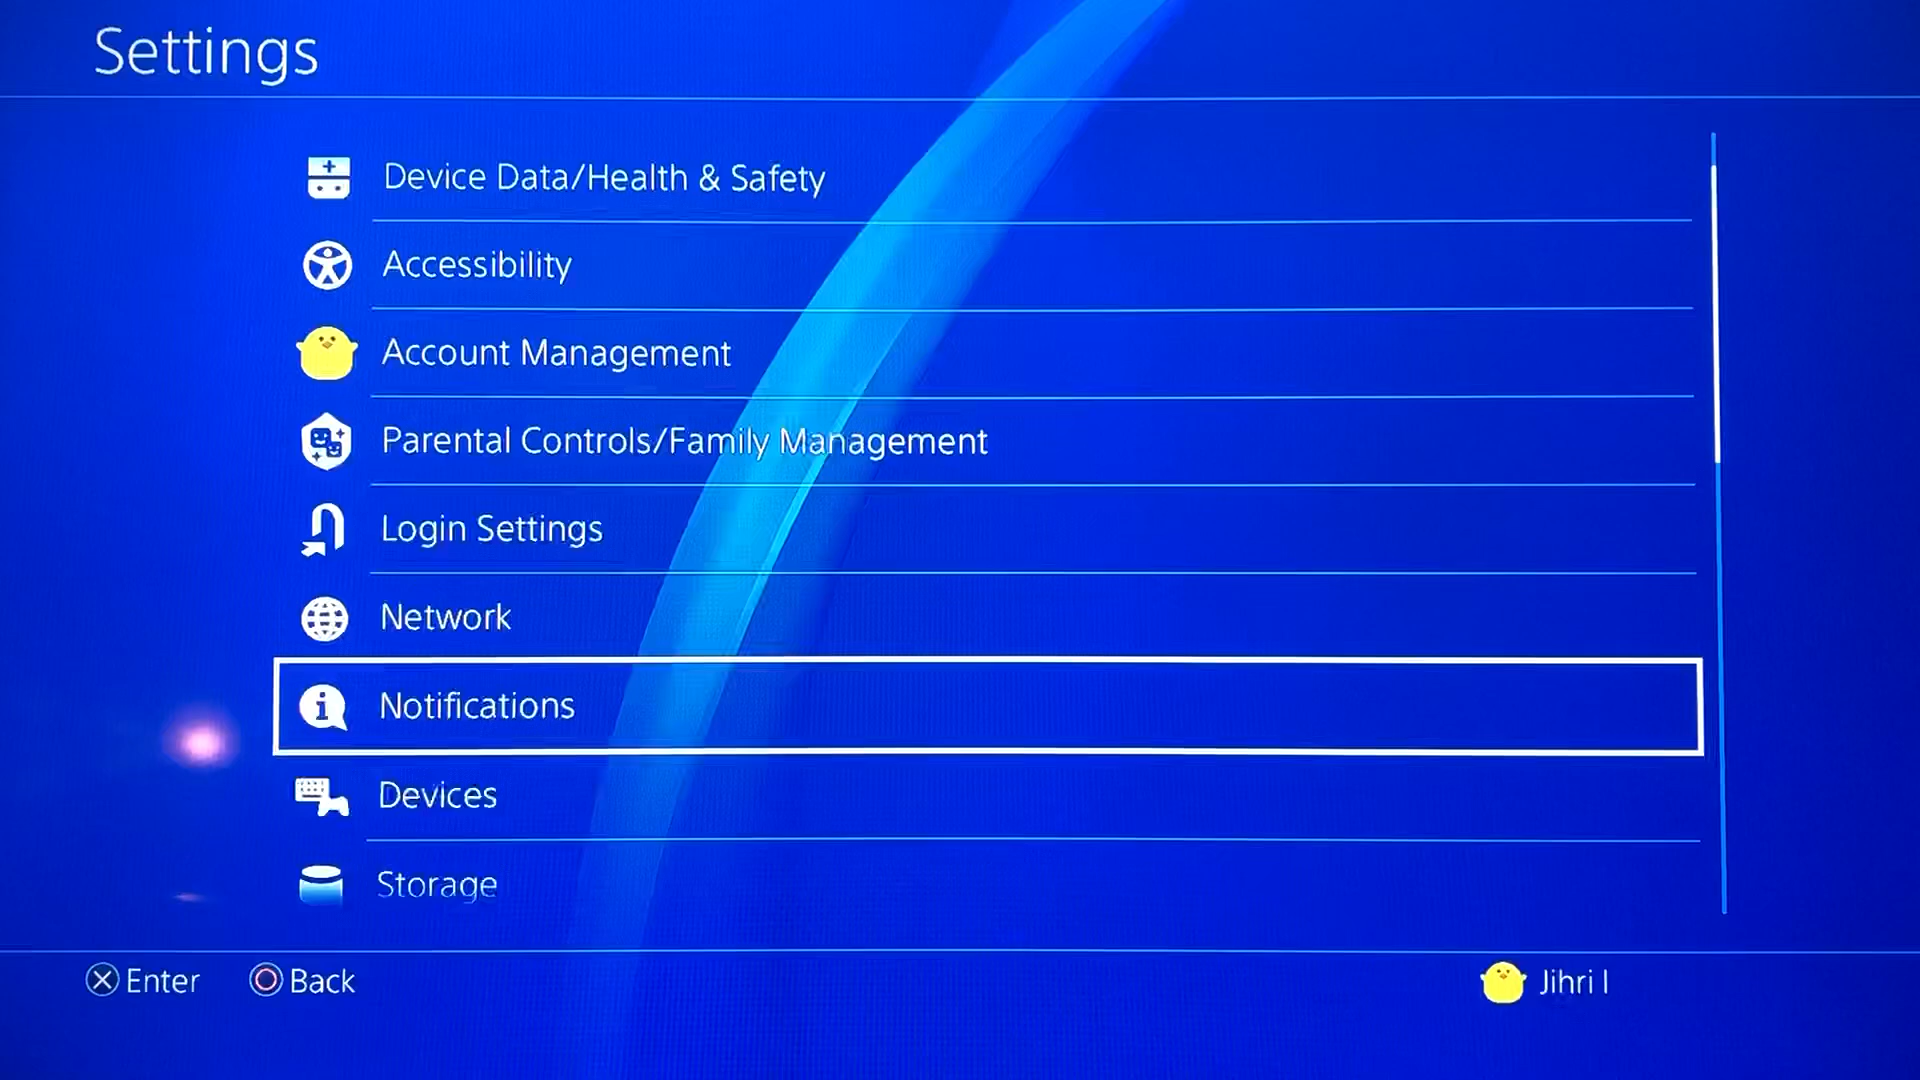 Settings
Device Data/Health & Safety
Accessibility
Account Management
Parental Controls/Family Management
Login Settings
Network
Notifications
Devices
Storage
Enter Back Jihri I